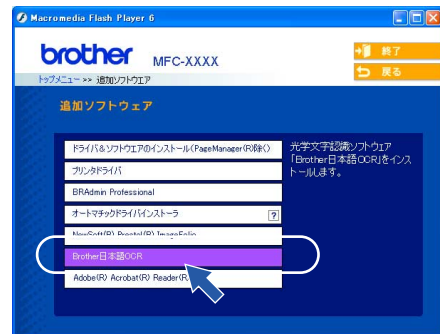 Macromedia Flash Player 6
brother MFC-XXXX
終了
戻る
トップメニュー >> 追加ソフトウエア
追加ソフトウェア
ドライバ&ソフトウエアのインストール(PageManager(R)除く)
プリンタドライバ
BRAdmin Professional
オートマチックドライバインストーラ ?
NewSoft(R) Presto!(R) ImageFolio
Brother日本語OCR
Adobe(R) Acrobat(R) Reader(R)
光学文字認識ソフトウェア
「Brother日本語OCR」をインス
トールします。